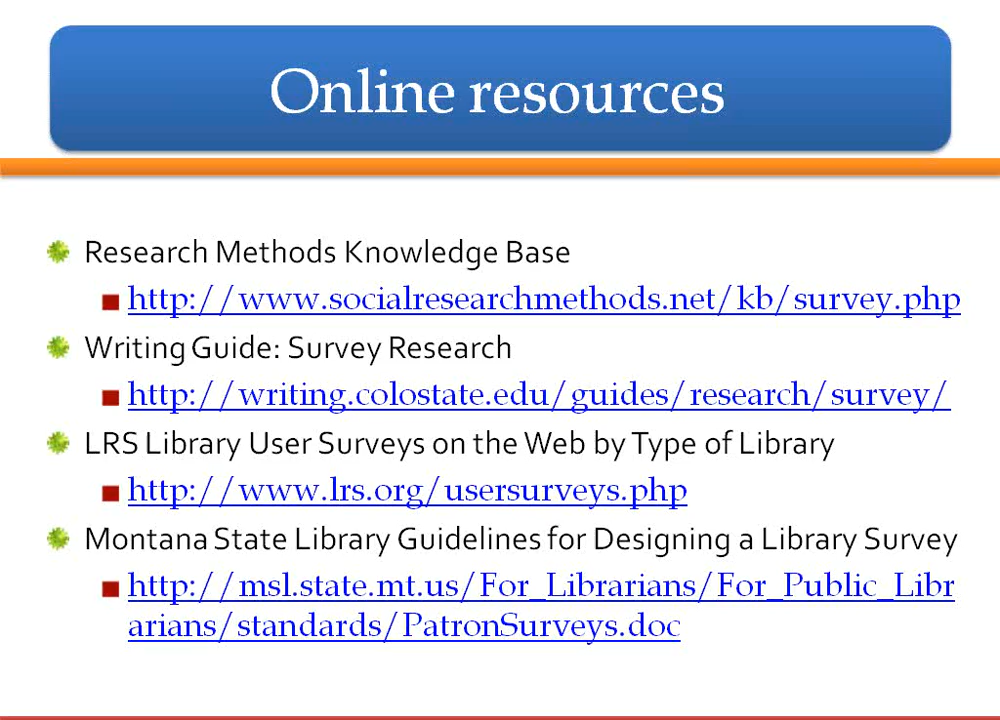 Online resources
Research Methods Knowledge Base
http://www.socialresearchmethods.net/kb/survey.php
Writing Guide: Survey Research
http://writing.colostate.edu/guides/research/survey/
LRS Library User Surveys on the Web by Type of Library
http://www.lrs.org/usersurveys.php
Montana State Library Guidelines for Designing a Library Survey
http://msl.state.mt.us/For_Librarians/For_Public_Libr
arians/standards/PatronSurveys.doc